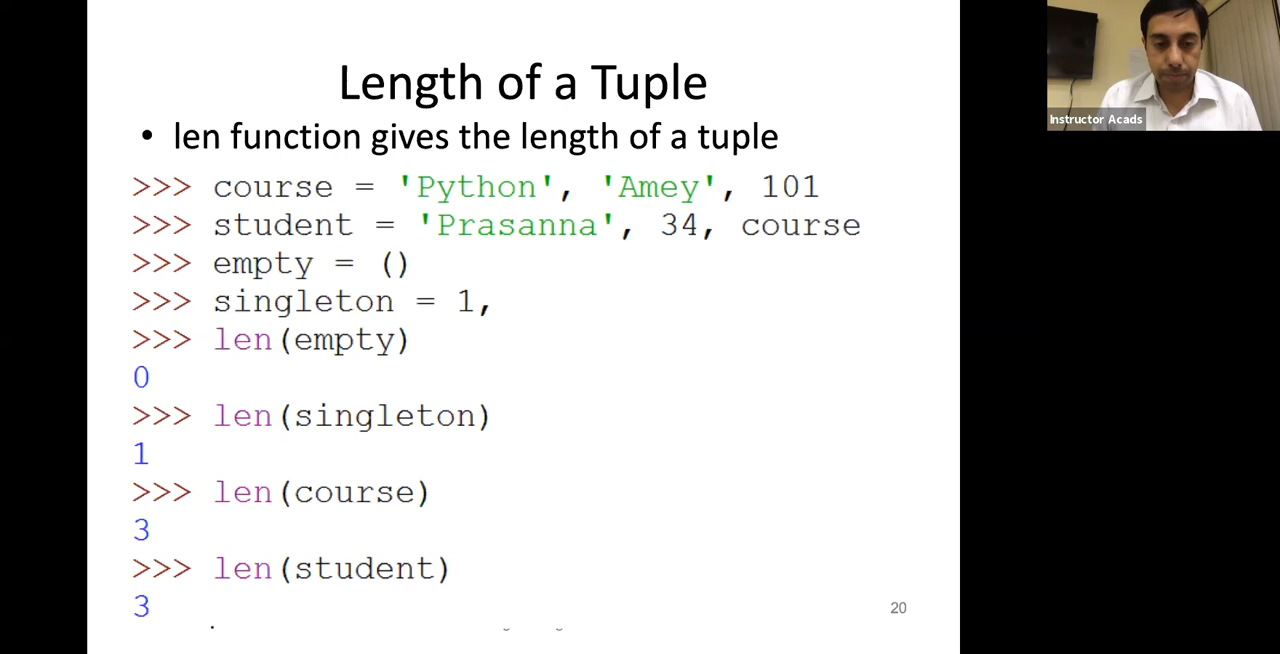 Length of a Tuple
• len function gives the length of a tuple
>>> course = 'Python', 'Amey', 101
>>> student = 'Prasanna', 34, course
>>> empty = ()
>>> singleton = 1,
>>> len(empty)
0
>>> len(singleton)
1
>>> len(course)
3
>>> len(student)
3
20
Instructor Acads